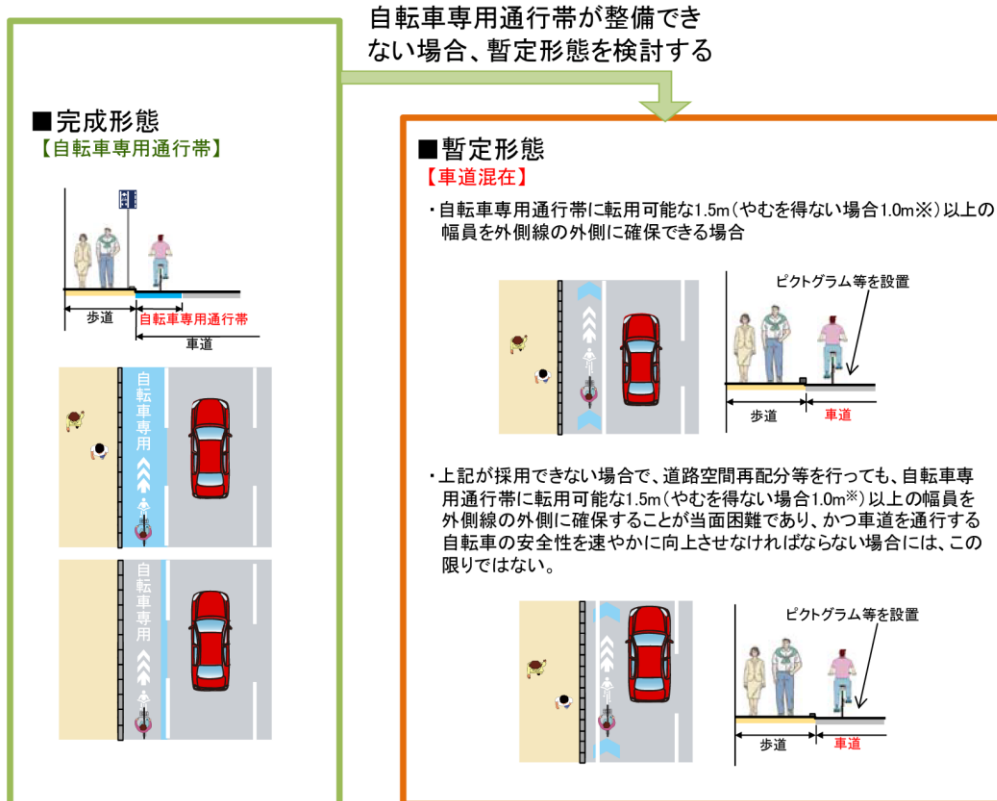 自転車専用通行帯が整備でき
ない場合、暫定形態を検討する
■完成形態
【自転車専用通行帯】
歩道
自転車専用通行帯
車道
自転車専用
自転車専用
■暫定形態
【車道混在】
・自転車専用通行帯に転用可能な1.5m(やむを得ない場合1.0m※)以上の
幅員を外側線の外側に確保できる場合
ピクトグラム等を設置
歩道
車道
・上記が採用できない場合で、道路空間再配分等を行っても、自転車専
用通行帯に転用可能な1.5m(やむを得ない場合1.0m※)以上の幅員を
外側線の外側に確保することが当面困難であり、かつ車道を通行する
自転車の安全性を速やかに向上させなければならない場合には、この
限りではない。
ピクトグラム等を設置
歩道
車道